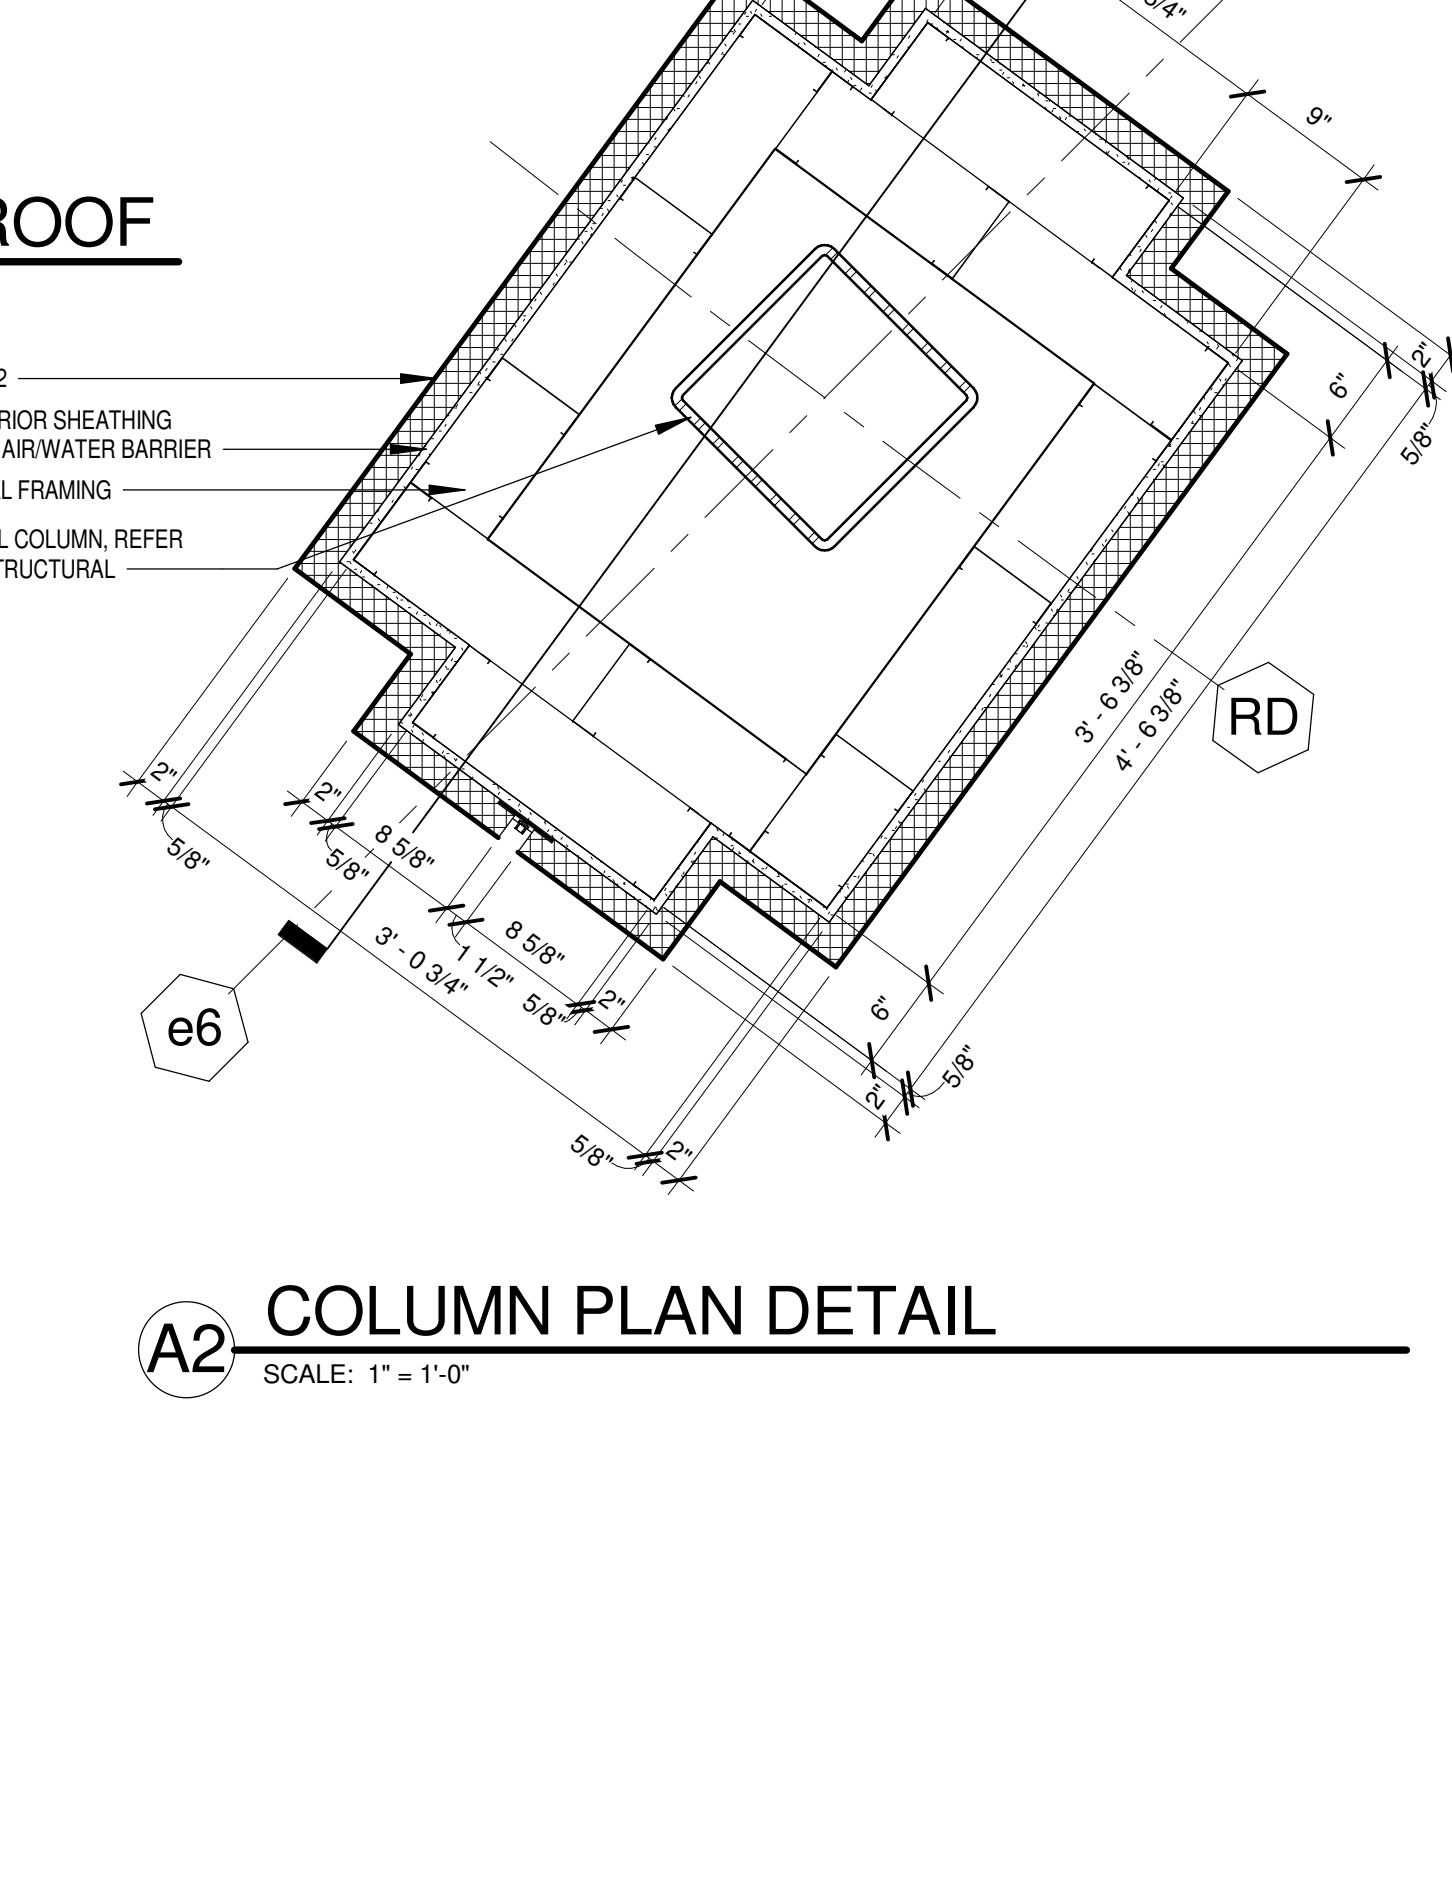 3/4"
9"
ROOF
2
RIOR SHEATHING
AIR/WATER BARRIER
L FRAMING
L COLUMN, REFER
TRUCTURAL
6"
2"
5/8"
3' - 6 3/8"
4' - 6 3/8"
RD
2"
5/8"
2"
5/8"
8 5/8"
1 1/2"
8 5/8"
5/8"
2"
3' - 0 3/4"
e6
6"
2"
5/8"
5/8"
2"
A2
COLUMN PLAN DETAIL
SCALE: 1" = 1'-0"